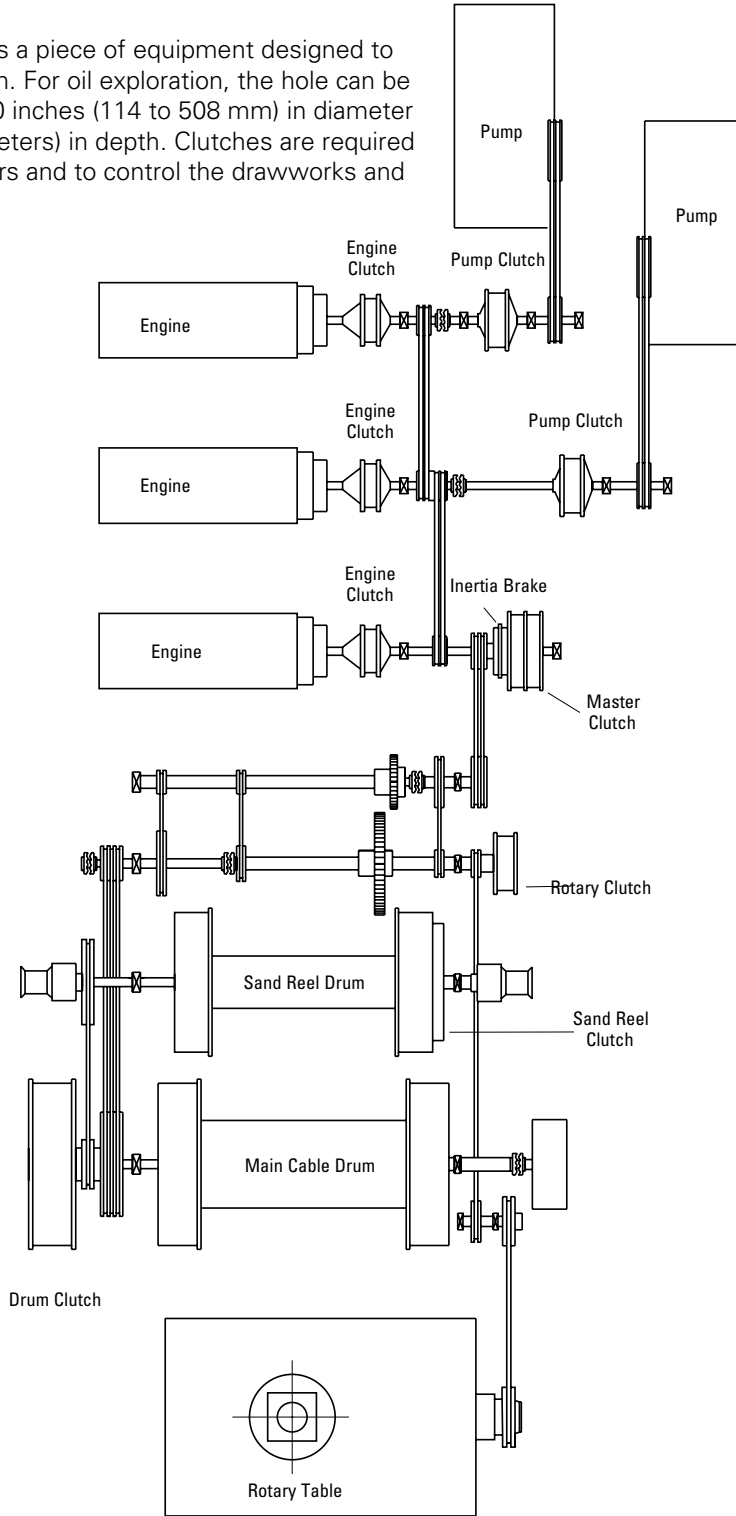 s a piece of equipment designed to
n. For oil exploration, the hole can be
0 inches (114 to 508 mm) in diameter
eters) in depth. Clutches are required
rs and to control the drawworks and
Pump
Pump
Engine
Clutch
Pump Clutch
Engine
Engine
Clutch
Pump Clutch
Engine
Engine
Clutch
Inertia Brake
Engine
Master
Clutch
Rotary Clutch
Sand Reel Drum
Sand Reel
Clutch
Main Cable Drum
Drum Clutch
Rotary Table